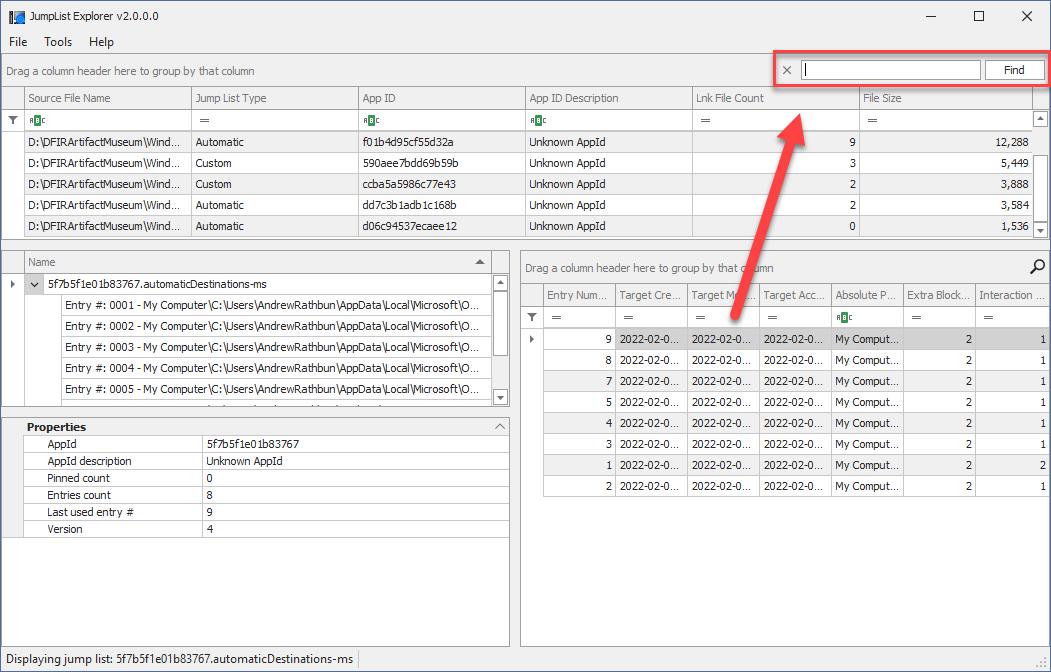 JumpList Explorer v2.0.0.0
File Tools Help
Drag a column header here to group by that column
Find
Source File Name Jump List Type App ID App ID Description Lnk File Count File Size
D:\DFIRArtifactMuseum\Wind... Automatic f01b4d95cf55d32a Unknown AppId 9 12,288
D:\DFIRArtifactMuseum\Wind... Custom 590aee7bdd69b59b Unknown AppId 3 5,449
D:\DFIRArtifactMuseum\Wind... Custom ccba5a5986c77e43 Unknown AppId 2 3,888
D:\DFIRArtifactMuseum\Wind... Automatic dd7c3b1adb1c168b Unknown AppId 2 3,584
D:\DFIRArtifactMuseum\Wind... Automatic d06c94537ecaee12 Unknown AppId 0 1,536
Name
5f7b5f1e01b83767.automaticDestinations-ms
Entry #: 0001 - My Computer\C:\Users\AndrewRathbun\AppData\Local\Microsoft\O...
Entry #: 0002 - My Computer\C:\Users\AndrewRathbun\AppData\Local\Microsoft\O...
Entry #: 0003 - My Computer\C:\Users\AndrewRathbun\AppData\Local\Microsoft\O...
Entry #: 0004 - My Computer\C:\Users\AndrewRathbun\AppData\Local\Microsoft\O...
Entry #: 0005 - My Computer\C:\Users\AndrewRathbun\AppData\Local\Microsoft\O...
Properties
AppId 5f7b5f1e01b83767
AppId description Unknown AppId
Pinned count 0
Entries count 8
Last used entry # 9
Version 4
Drag a column header here to group by that column
Entry Num... Target Cre... Target Mo... Target Acc... Absolute P... Extra Block... Interaction ...
9 2022-02-0... 2022-02-0... 2022-02-0... My Comput... 2 1
8 2022-02-0... 2022-02-0... 2022-02-0... My Comput... 2 1
7 2022-02-0... 2022-02-0... 2022-02-0... My Comput... 2 1
5 2022-02-0... 2022-02-0... 2022-02-0... My Comput... 2 1
4 2022-02-0... 2022-02-0... 2022-02-0... My Comput... 2 1
3 2022-02-0... 2022-02-0... 2022-02-0... My Comput... 2 1
1 2022-02-0... 2022-02-0... 2022-02-0... My Comput... 2 2
2 2022-02-0... 2022-02-0... 2022-02-0... My Comput... 2 1
Displaying jump list: 5f7b5f1e01b83767.automaticDestinations-ms